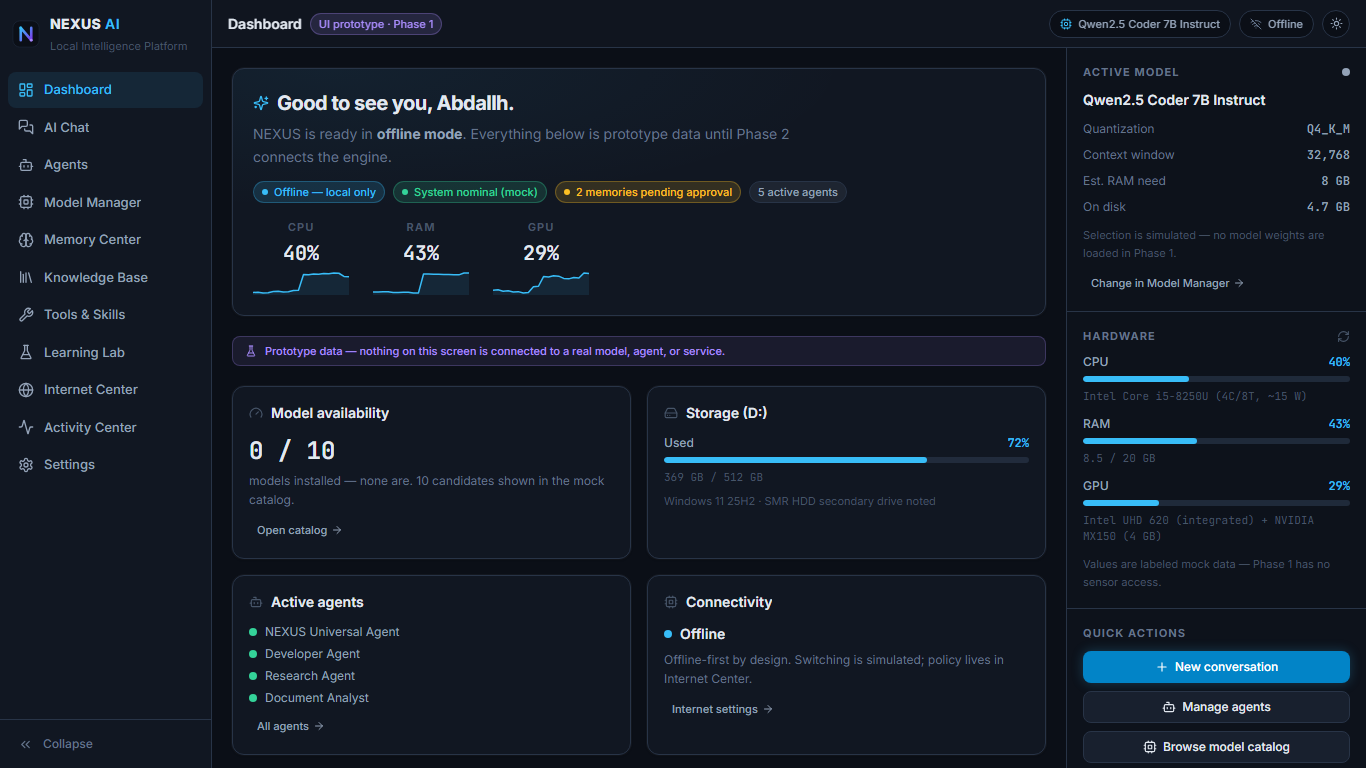 NEXUS AI
Local Intelligence Platform
Dashboard
AI Chat
Agents
Model Manager
Memory Center
Knowledge Base
Tools & Skills
Learning Lab
Internet Center
Activity Center
Settings
Collapse
Dashboard
UI prototype · Phase 1
Qwen2.5 Coder 7B Instruct
Offline
Good to see you, Abdallh.
NEXUS is ready in offline mode. Everything below is prototype data until Phase 2
connects the engine.
Offline — local only
System nominal (mock)
2 memories pending approval
5 active agents
CPU
40%
RAM
43%
GPU
29%
Prototype data — nothing on this screen is connected to a real model, agent, or service.
Model availability
0 / 10
models installed — none are. 10 candidates shown in the mock
catalog.
Open catalog →
Storage (D:)
Used 72%
369 GB / 512 GB
Windows 11 25H2 · SMR HDD secondary drive noted
Active agents
NEXUS Universal Agent
Developer Agent
Research Agent
Document Analyst
All agents →
Connectivity
Offline
Offline-first by design. Switching is simulated; policy lives in
Internet Center.
Internet settings →
ACTIVE MODEL
Qwen2.5 Coder 7B Instruct
Quantization Q4_K_M
Context window 32,768
Est. RAM need 8 GB
On disk 4.7 GB
Selection is simulated — no model weights are
loaded in Phase 1.
Change in Model Manager →
HARDWARE
CPU 40%
Intel Core i5-8250U (4C/8T, ~15 W)
RAM 43%
8.5 / 20 GB
GPU 29%
Intel UHD 620 (integrated) + NVIDIA
MX150 (4 GB)
Values are labeled mock data — Phase 1 has no
sensor access.
QUICK ACTIONS
New conversation
Manage agents
Browse model catalog